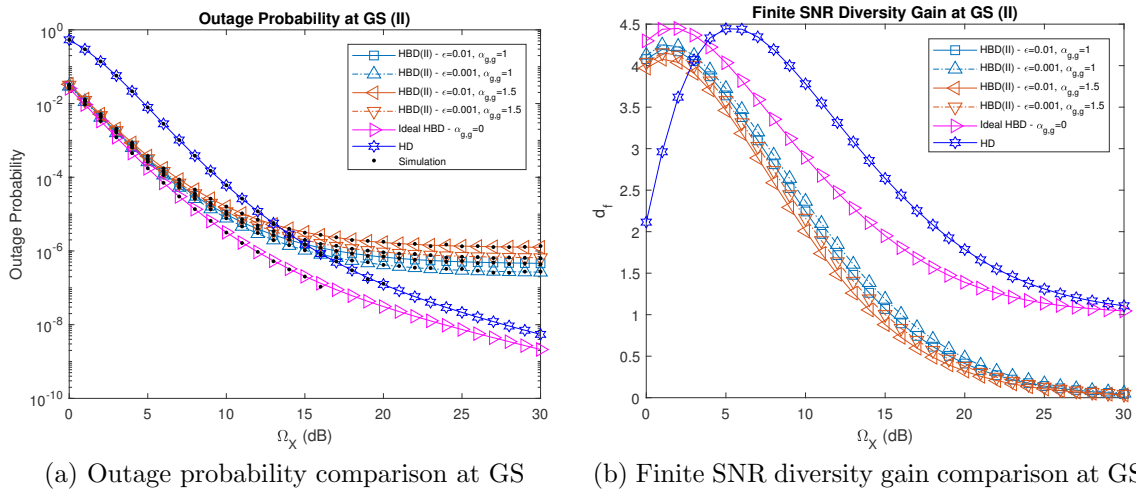 Outage Probability at GS (II)
10^0
10^-2
10^-4
10^-6
10^-8
10^-10
Outage Probability
HBD(II) - ϵ=0.01, α_g,g=1
HBD(II) - ϵ=0.001, α_g,g=1
HBD(II) - ϵ=0.01, α_g,g=1.5
HBD(II) - ϵ=0.001, α_g,g=1.5
Ideal HBD - α_g,g=0
HD
Simulation
0 5 10 15 20 25 30
Ω_X (dB)
(a) Outage probability comparison at GS
Finite SNR Diversity Gain at GS (II)
4.5
4
3.5
3
2.5
2
1.5
1
0.5
0
d_f
HBD(II) - ϵ=0.01, α_g,g=1
HBD(II) - ϵ=0.001, α_g,g=1
HBD(II) - ϵ=0.01, α_g,g=1.5
HBD(II) - ϵ=0.001, α_g,g=1.5
Ideal HBD - α_g,g=0
HD
0 5 10 15 20 25 30
Ω_X (dB)
(b) Finite SNR diversity gain comparison at GS